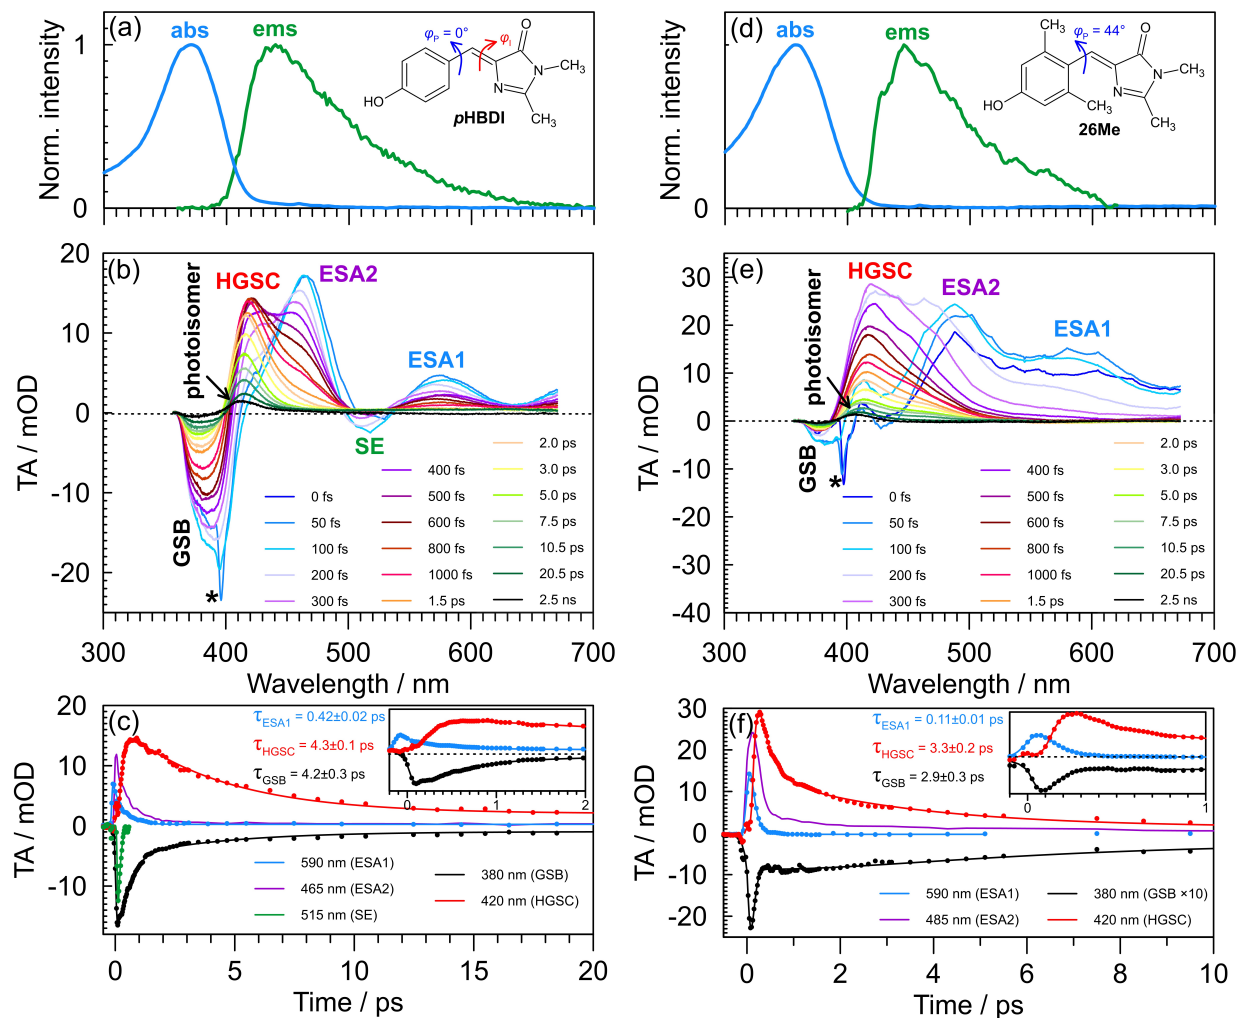 (a)
abs
ems
φP = 0°
φI
O
N
CH3
N
CH3
HO
pHBDI
Norm. intensity
1
0
(d)
abs
ems
CH3
φP = 44°
O
N
CH3
N
CH3
HO
CH3
26Me
Norm. intensity
0
(b)
photoisomer
HGSC
ESA2
ESA1
SE
GSB
*
TA / mOD
20
10
0
-10
-20
0 fs
50 fs
100 fs
200 fs
300 fs
400 fs
500 fs
600 fs
800 fs
1000 fs
1.5 ps
2.0 ps
3.0 ps
5.0 ps
7.5 ps
10.5 ps
20.5 ps
2.5 ns
300 400 500 600 700
Wavelength / nm
(e)
photoisomer
HGSC
ESA2
ESA1
GSB
*
TA / mOD
30
20
10
0
-10
-20
-30
-40
0 fs
50 fs
100 fs
200 fs
300 fs
400 fs
500 fs
600 fs
800 fs
1000 fs
1.5 ps
2.0 ps
3.0 ps
5.0 ps
7.5 ps
10.5 ps
20.5 ps
2.5 ns
300 400 500 600 700
Wavelength / nm
(c)
τESA1 = 0.42±0.02 ps
τHGSC = 4.3±0.1 ps
τGSB = 4.2±0.3 ps
0 1 2
TA / mOD
20
10
0
-10
590 nm (ESA1)
465 nm (ESA2)
515 nm (SE)
380 nm (GSB)
420 nm (HGSC)
0 5 10 15 20
Time / ps
(f)
τESA1 = 0.11±0.01 ps
τHGSC = 3.3±0.2 ps
τGSB = 2.9±0.3 ps
0 1
TA / mOD
30
20
10
0
-10
-20
590 nm (ESA1)
485 nm (ESA2)
380 nm (GSB ×10)
420 nm (HGSC)
0 2 4 6 8 10
Time / ps